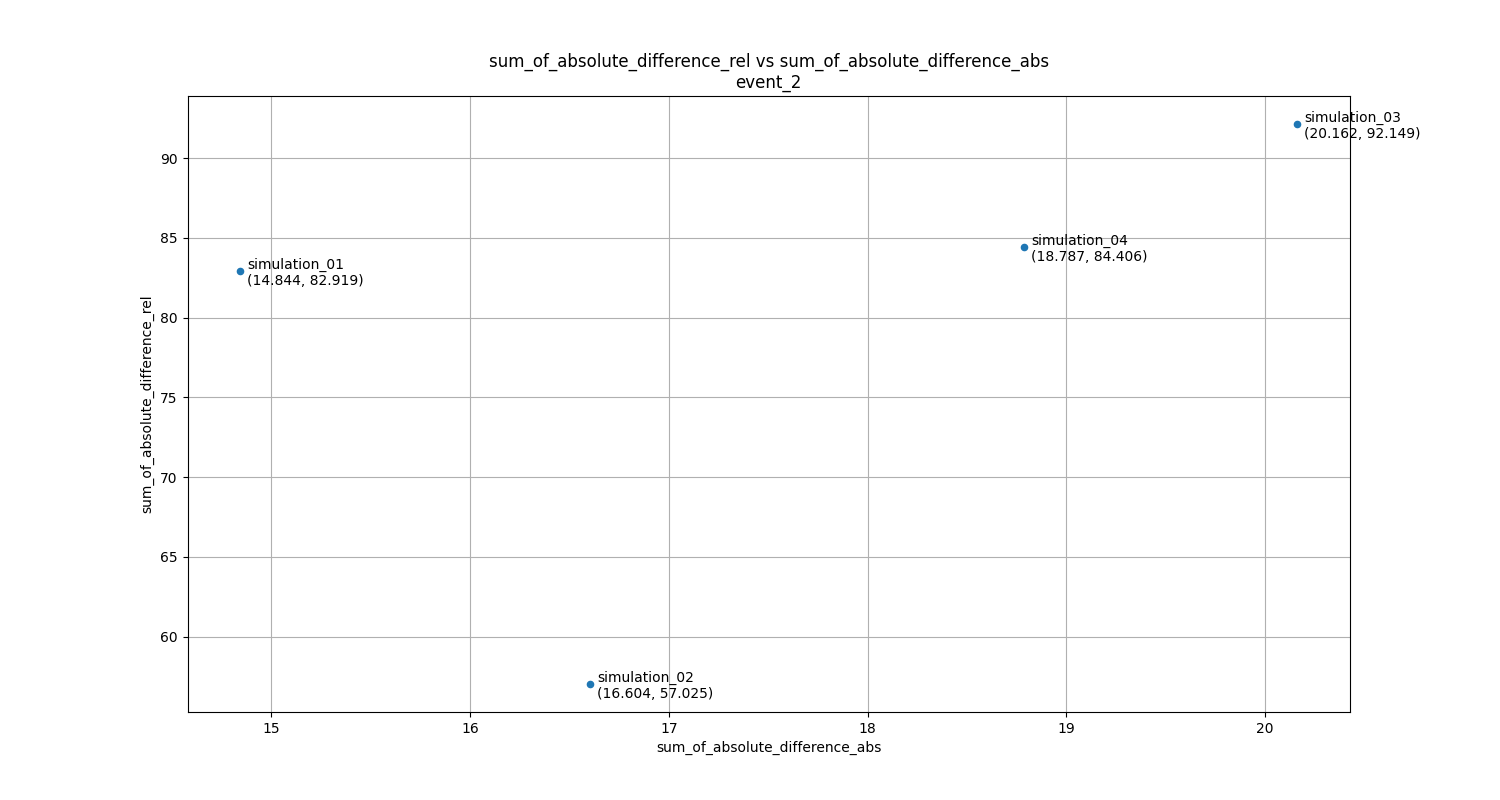 sum_of_absolute_difference_rel vs sum_of_absolute_difference_abs
event_2
sum_of_absolute_difference_rel
90
85
80
75
70
65
60
simulation_03
(20.162, 92.149)
simulation_04
(18.787, 84.406)
simulation_01
(14.844, 82.919)
simulation_02
(16.604, 57.025)
15
16
17
18
19
20
sum_of_absolute_difference_abs